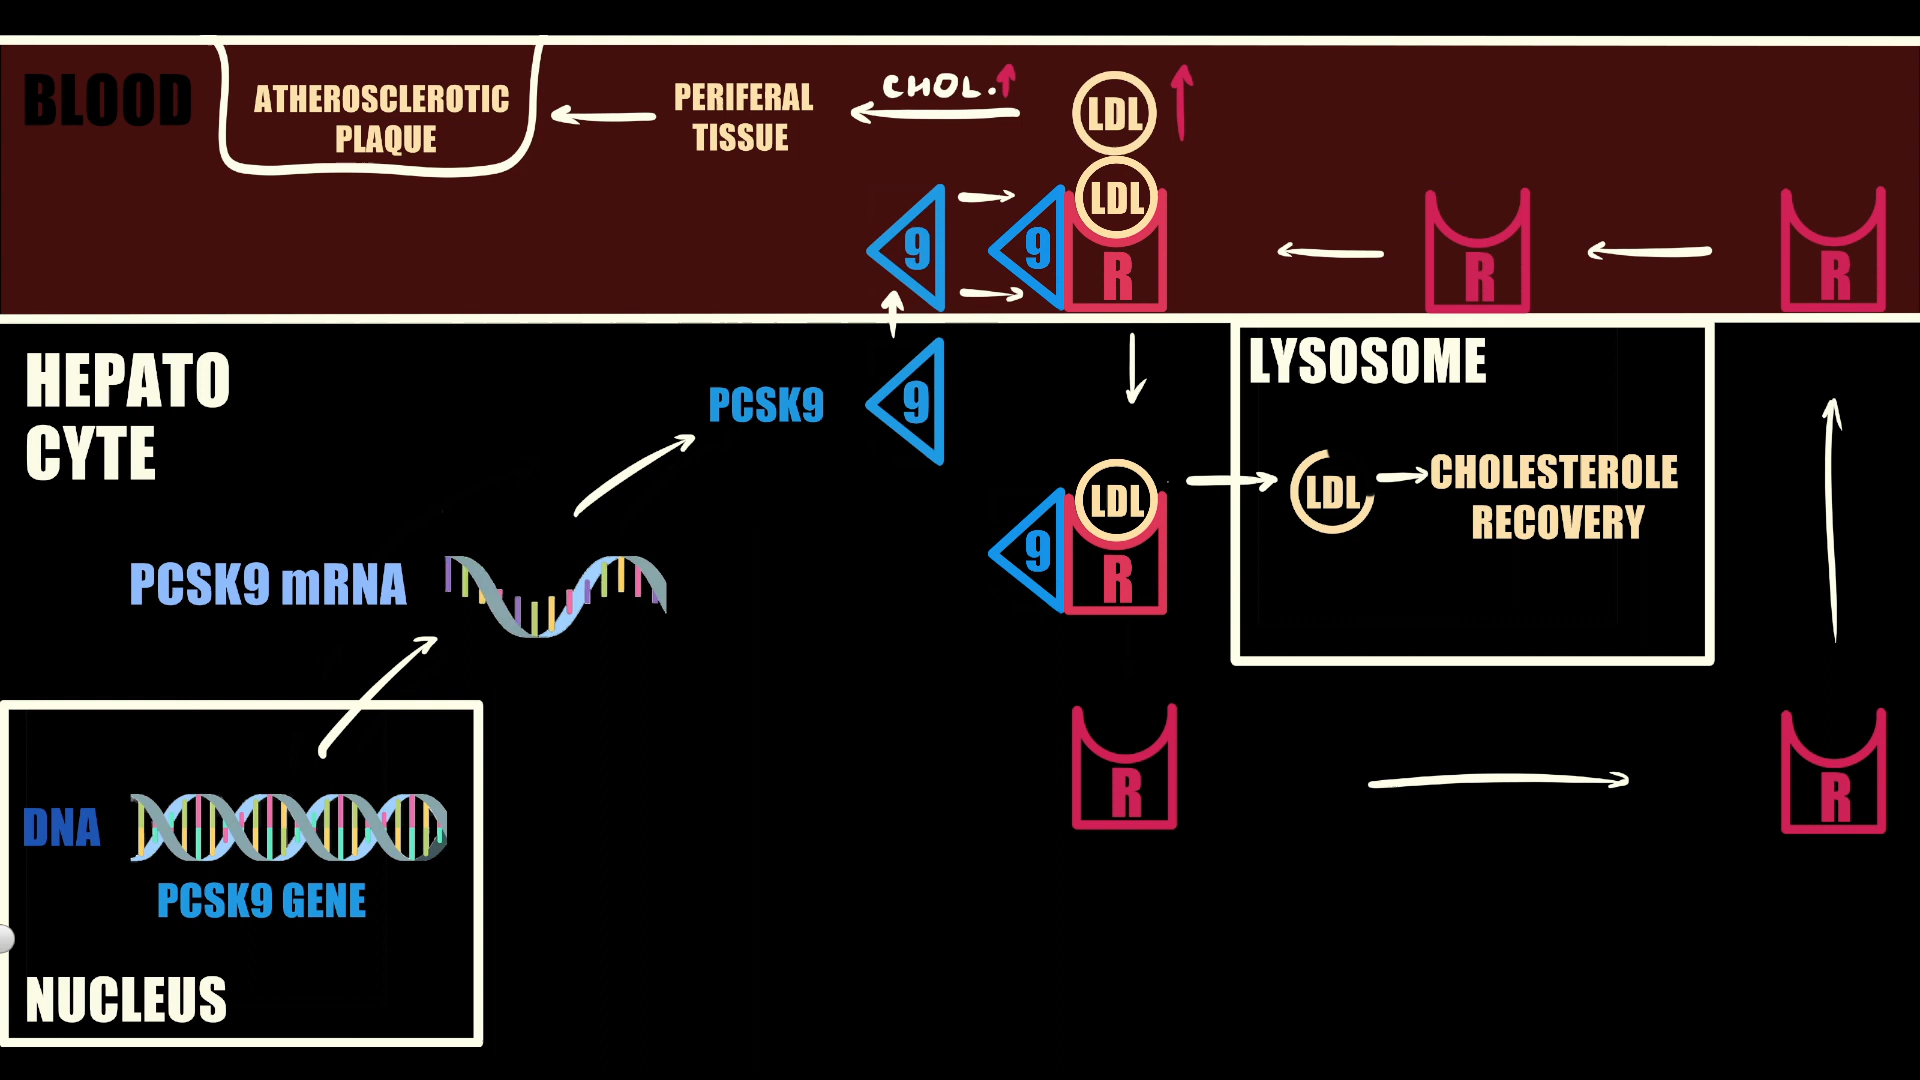 BLOOD
ATHEROSCLEROTIC
PLAQUE
PERIFERAL
TISSUE
CHOL.
LDL
LDL
9
9
R
R
R
HEPATO
CYTE
PCSK9
9
LYSOSOME
LDL
9
R
LDL
CHOLESTEROLE
RECOVERY
PCSK9 mRNA
R
R
DNA
PCSK9 GENE
NUCLEUS